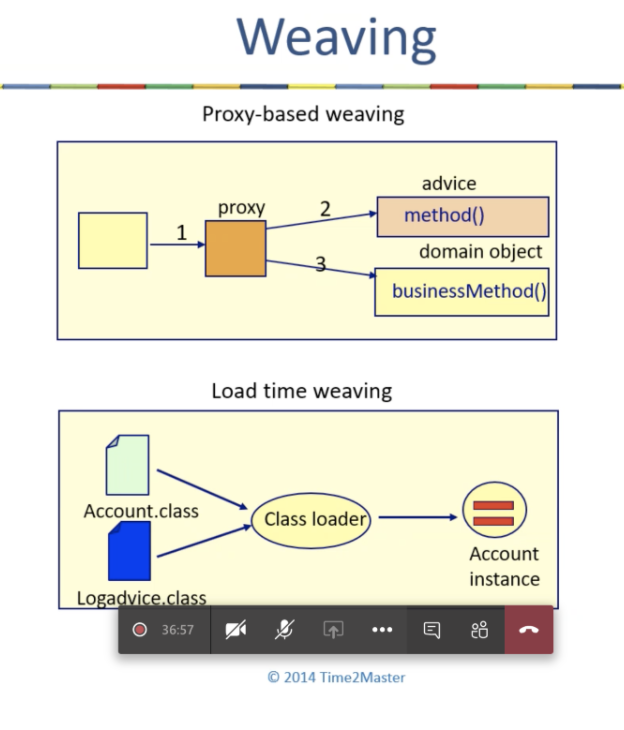 Weaving
Proxy-based weaving
advice
proxy
2
method()
1
domain object
3
businessMethod()
Load time weaving
Account.class
Class loader
Account
instance
Logadvice.class
36:57
© 2014 Time2Master